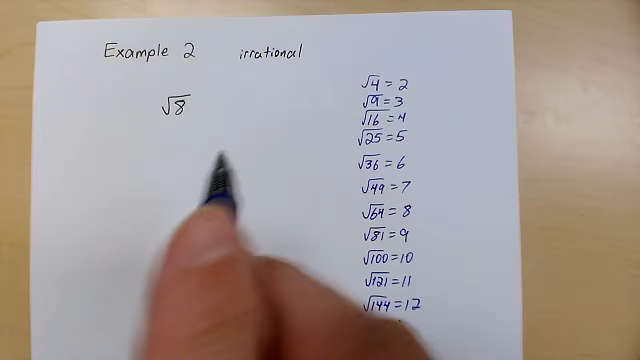 Example 2 irrational
√8
√4 = 2
√9 = 3
√16 = 4
√25 = 5
√36 = 6
√49 = 7
√64 = 8
√81 = 9
√100 = 10
√121 = 11
√144 = 12